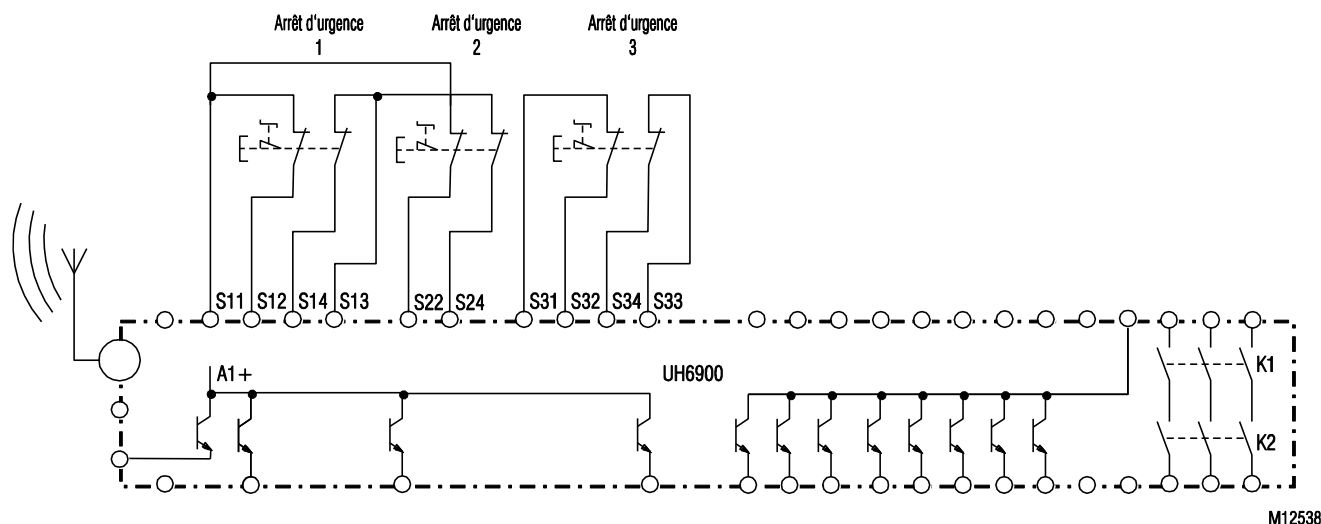 Arrêt d'urgence
1
Arrêt d'urgence
2
Arrêt d'urgence
3
S11 S12 S14 S13 S22 S24 S31 S32 S34 S33
A1+
UH6900
K1
K2
M12538